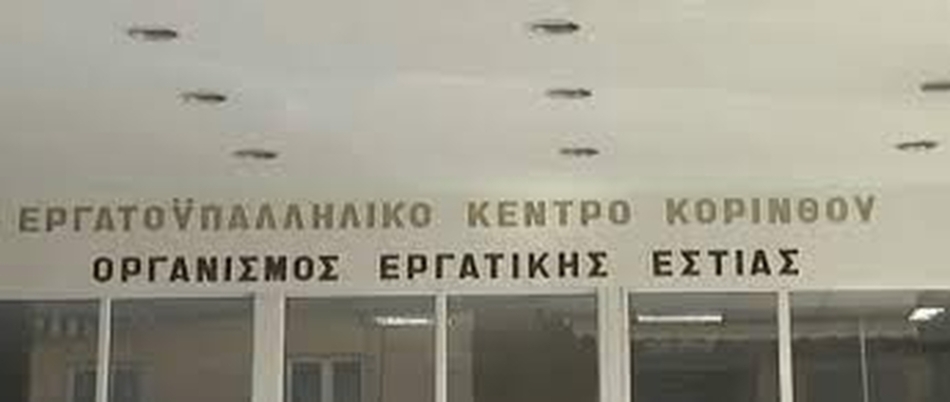 ΕΡΓΑΤΟΫΠΑΛΛΗΛΙΚΟ ΚΕΝΤΡΟ ΚΟΡΙΝΘΟΥ
ΟΡΓΑΝΙΣΜΟΣ ΕΡΓΑΤΙΚΗΣ ΕΣΤΙΑΣ